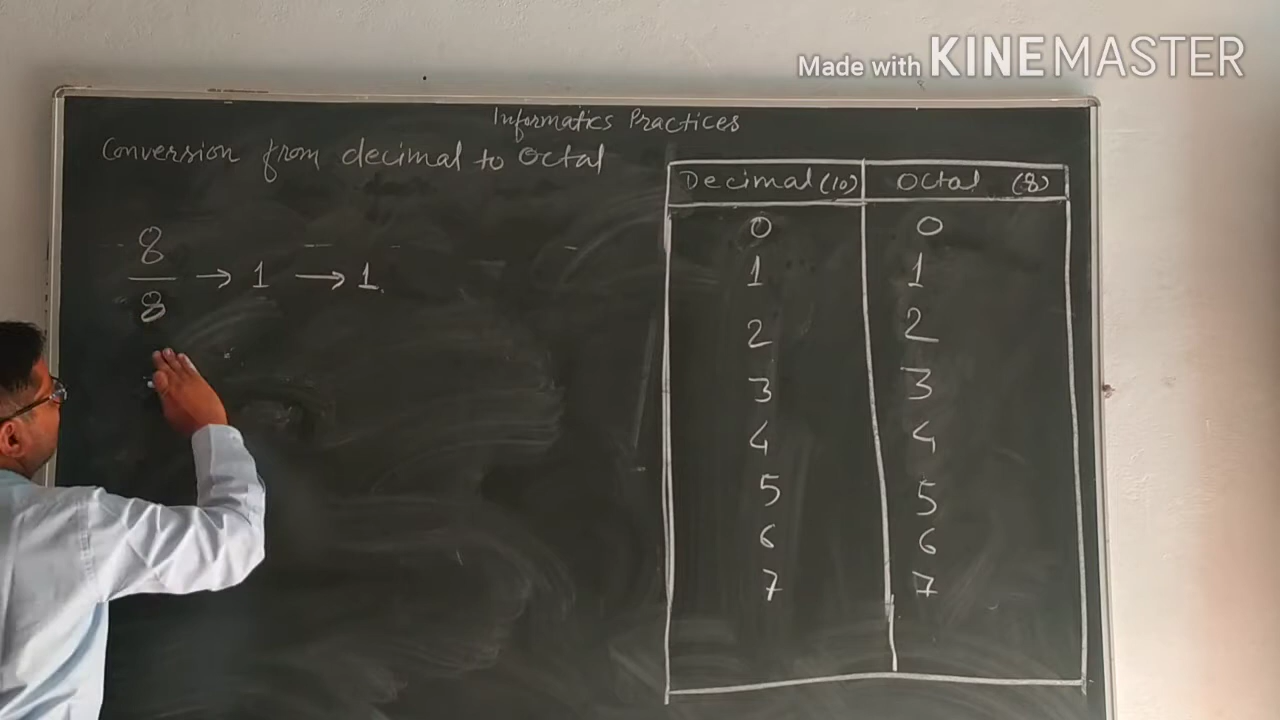 Made with KINEMASTER
Informatics Practices
Conversion from decimal to Octal
8
8 → 1 → 1
Decimal (10) Octal (8)
0 0
1 1
2 2
3 3
4 4
5 5
6 6
7 7